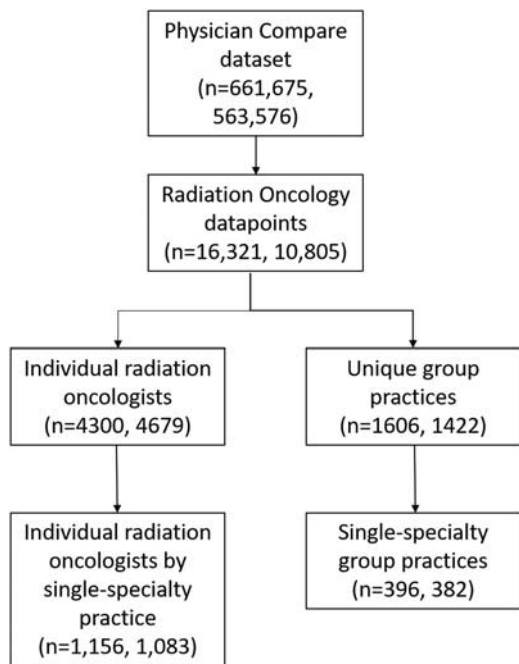 Physician Compare
dataset
(n=661,675,
563,576)
Radiation Oncology
datapoints
(n=16,321, 10,805)
Individual radiation
oncologists
(n=4300, 4679)
Unique group
practices
(n=1606, 1422)
Individual radiation
oncologists by
single-specialty
practice
(n=1,156, 1,083)
Single-specialty
group practices
(n=396, 382)